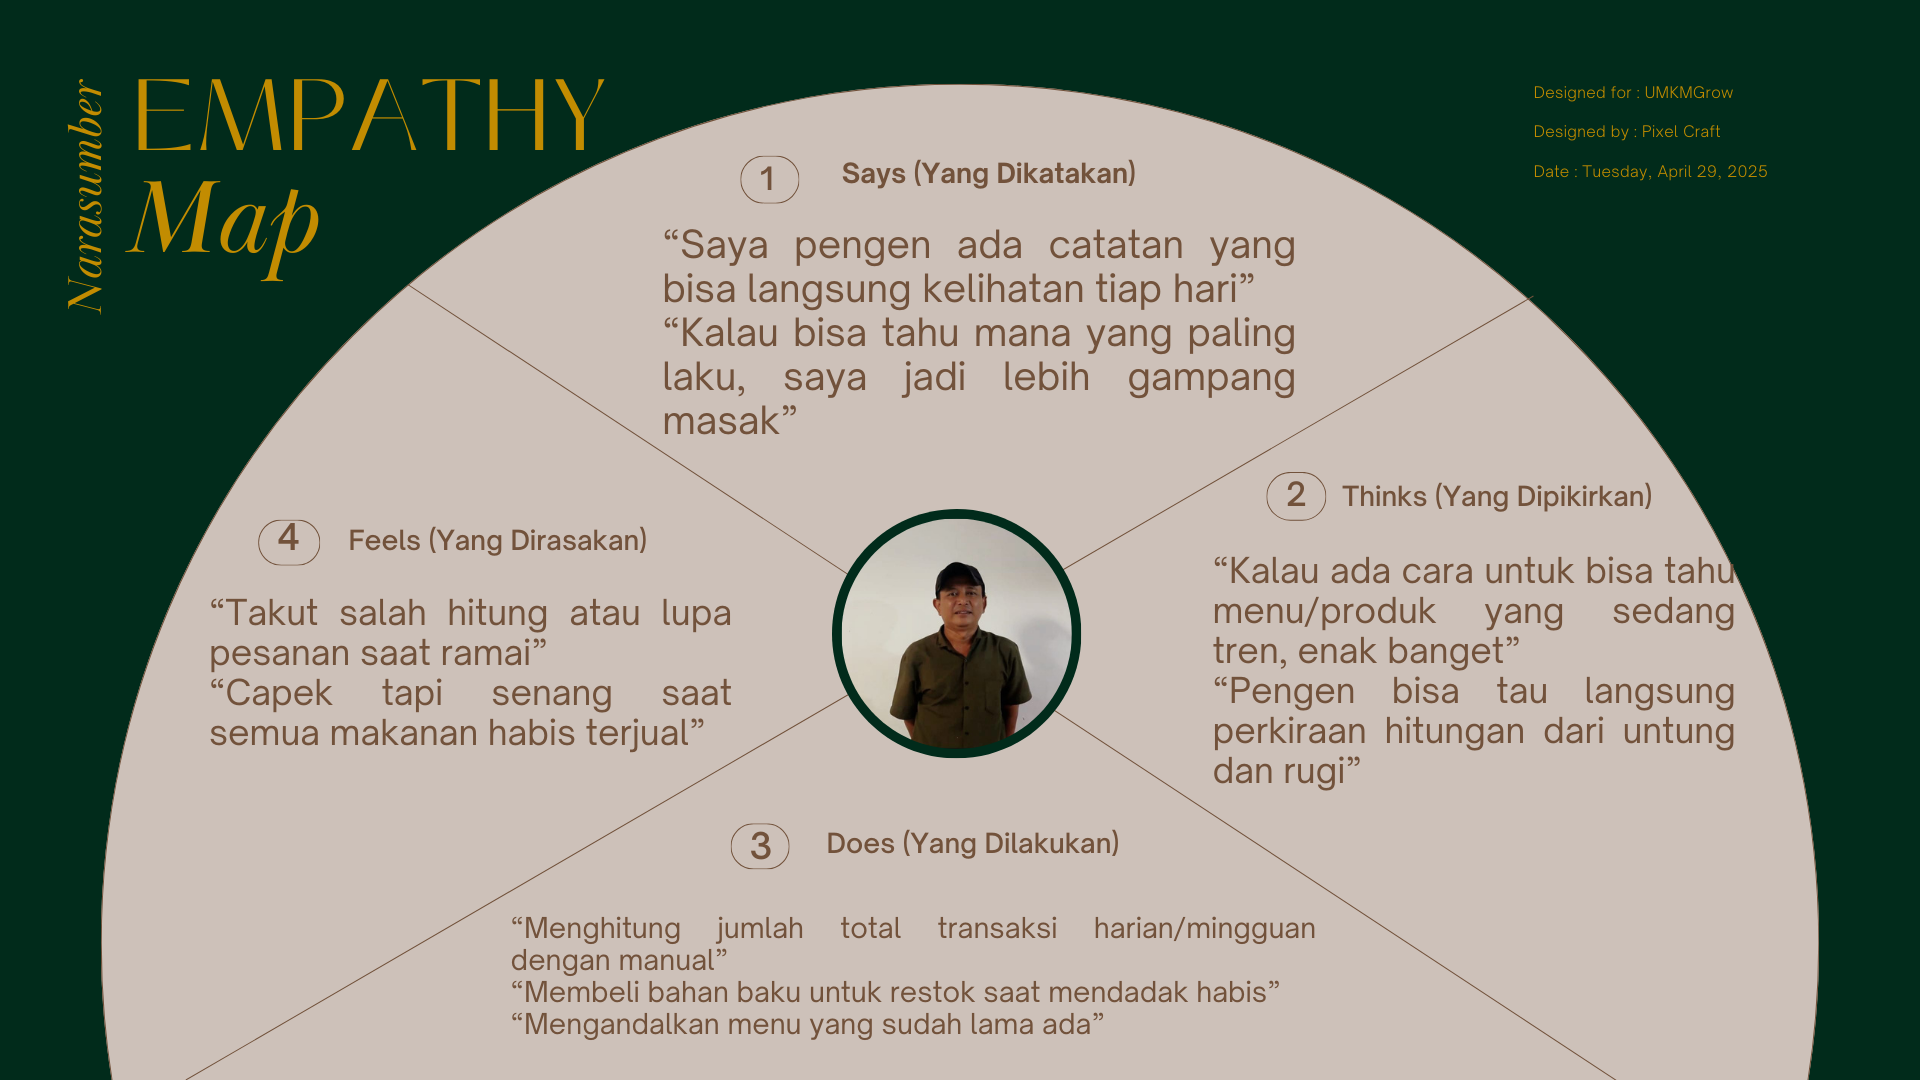 Narasumber
EMPATHY
Map
Designed for : UMKMGrow
Designed by : Pixel Craft
Date : Tuesday, April 29, 2025
1
Says (Yang Dikatakan)
“Saya pengen ada catatan yang
bisa langsung kelihatan tiap hari”
“Kalau bisa tahu mana yang paling
laku, saya jadi lebih gampang
masak”
2
Thinks (Yang Dipikirkan)
“Kalau ada cara untuk bisa tahu
menu/produk yang sedang
tren, enak banget”
“Pengen bisa tau langsung
perkiraan hitungan dari untung
dan rugi”
3
Does (Yang Dilakukan)
“Menghitung jumlah total transaksi harian/mingguan
dengan manual”
“Membeli bahan baku untuk restok saat mendadak habis”
“Mengandalkan menu yang sudah lama ada”
4
Feels (Yang Dirasakan)
“Takut salah hitung atau lupa
pesanan saat ramai”
“Capek tapi senang saat
semua makanan habis terjual”